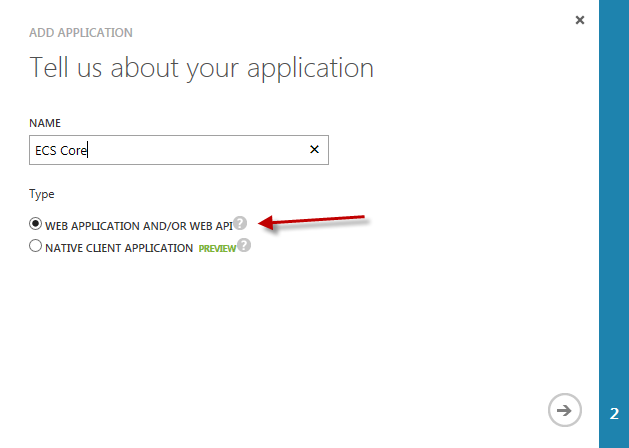 ADD APPLICATION
Tell us about your application
NAME
ECS Core
Type
WEB APPLICATION AND/OR WEB API ?
NATIVE CLIENT APPLICATION PREVIEW ?
2